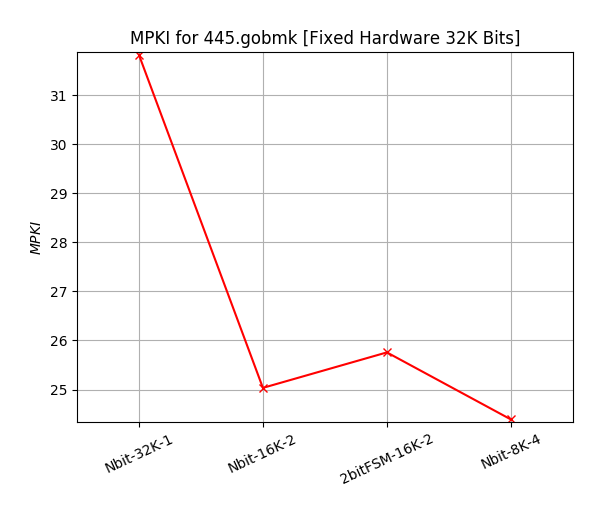 MPKI for 445.gobmk [Fixed Hardware 32K Bits]
31
30
29
28
27
26
25
MPKI
Nbit-32K-1
Nbit-16K-2
2bitFSM-16K-2
Nbit-8K-4